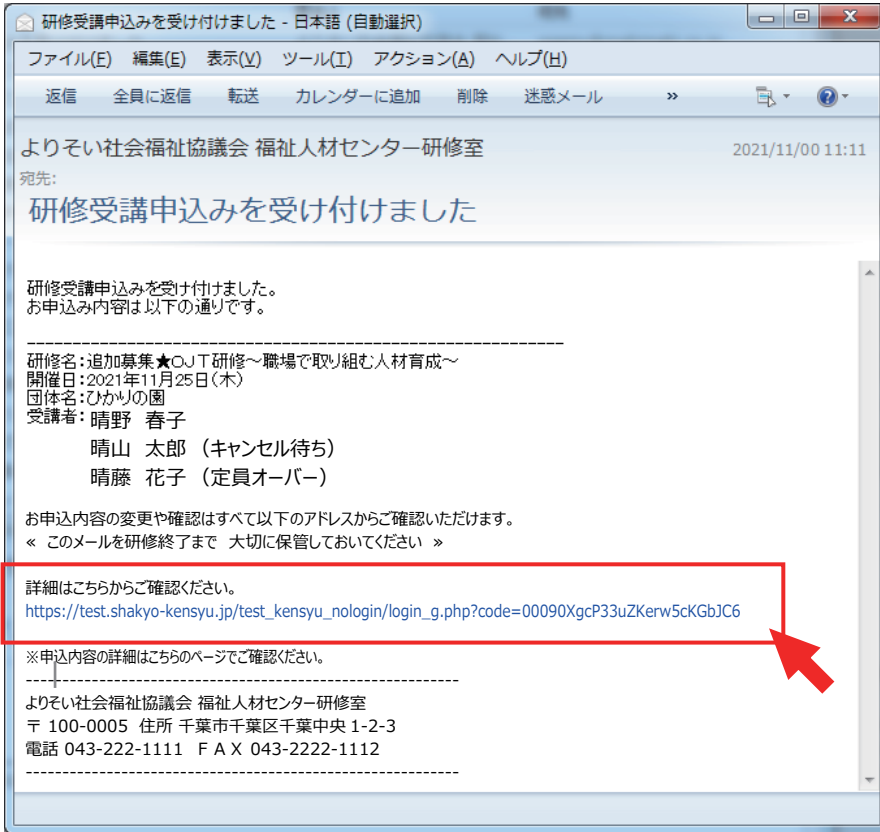 研修受講申込みを受け付けました - 日本語 (自動選択)
ファイル(F) 編集(E) 表示(V) ツール(T) アクション(A) ヘルプ(H)
返信 全員に返信 転送 カレンダーに追加 削除 迷惑メール »
よりそい社会福祉協議会 福祉人材センター研修室 2021/11/00 11:11
宛先:
研修受講申込みを受け付けました
研修受講申込みを受け付けました。
お申込み内容は以下の通りです。
------------------------------------------------------------
研修名:追加募集★OJT研修～職場で取り組む人材育成～
開催日:2021年11月25日(木)
団体名:ひかりの園
受講者: 晴野 春子
晴山 太郎 （キャンセル待ち）
晴藤 花子 （定員オーバー）
お申込内容の変更や確認はすべて以下のアドレスからご確認いただけます。
« このメールを研修終了まで 大切に保管しておいてください »
詳細はこちらからご確認ください。
https://test.shakyo-kensyu.jp/test_kensyu_nologin/login_g.php?code=00090XgcP33uZKerw5cKGbJC6
※申込内容の詳細はこちらのページでご確認ください。
------------------------------------------------------------
よりそい社会福祉協議会 福祉人材センター研修室
〒 100-0005 住所 千葉市千葉区千葉中央 1-2-3
電話 043-222-1111 ＦＡＸ 043-2222-1112
------------------------------------------------------------